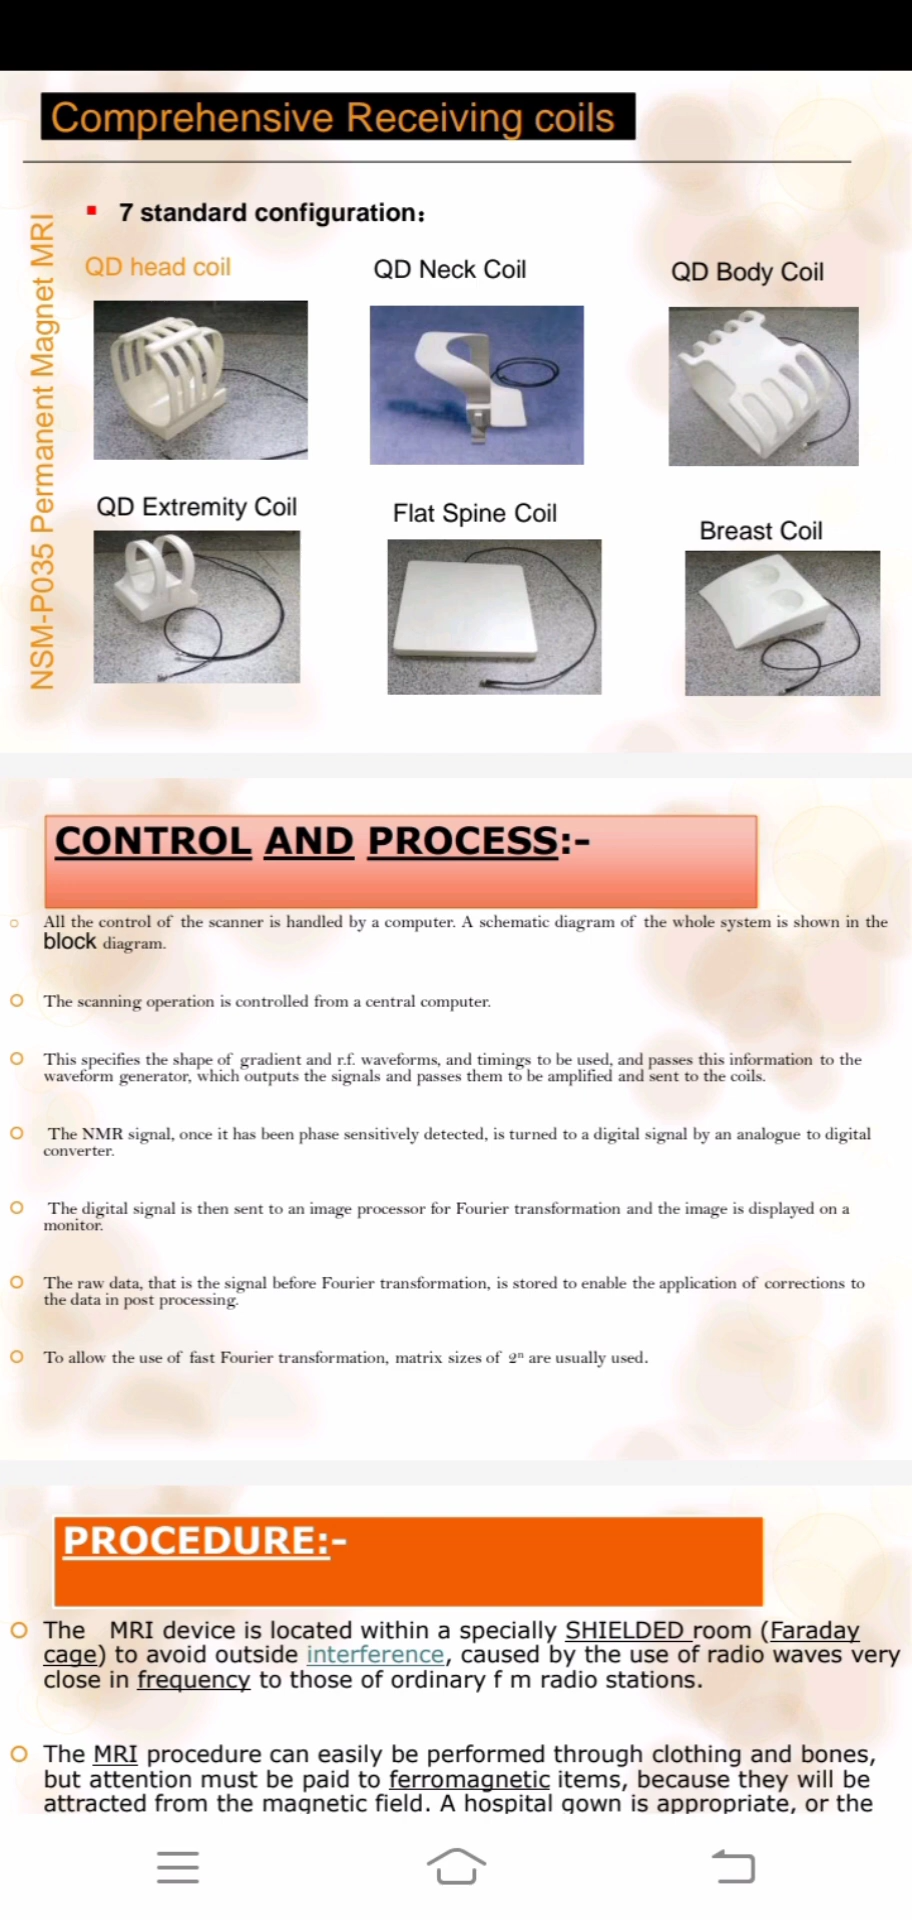 Comprehensive Receiving coils
NSM-P035 Permanent Magnet MRI
7 standard configuration：
QD head coil
QD Neck Coil
QD Body Coil
QD Extremity Coil
Flat Spine Coil
Breast Coil
CONTROL AND PROCESS:-
All the control of the scanner is handled by a computer. A schematic diagram of the whole system is shown in the
block diagram.
The scanning operation is controlled from a central computer.
This specifies the shape of gradient and r.f. waveforms, and timings to be used, and passes this information to the
waveform generator, which outputs the signals and passes them to be amplified and sent to the coils.
The NMR signal, once it has been phase sensitively detected, is turned to a digital signal by an analogue to digital
converter.
The digital signal is then sent to an image processor for Fourier transformation and the image is displayed on a
monitor.
The raw data, that is the signal before Fourier transformation, is stored to enable the application of corrections to
the data in post processing.
To allow the use of fast Fourier transformation, matrix sizes of 2ⁿ are usually used.
PROCEDURE:-
The MRI device is located within a specially SHIELDED room (Faraday
cage) to avoid outside interference, caused by the use of radio waves very
close in frequency to those of ordinary f m radio stations.
The MRI procedure can easily be performed through clothing and bones,
but attention must be paid to ferromagnetic items, because they will be
attracted from the magnetic field. A hospital gown is appropriate, or the